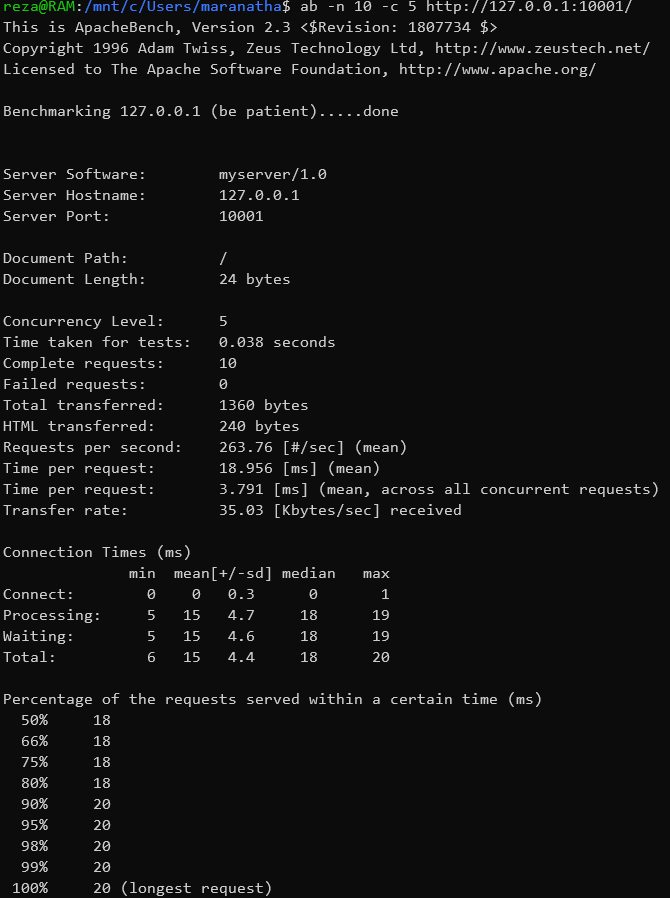 reza@RAM:/mnt/c/Users/maranatha$ ab -n 10 -c 5 http://127.0.0.1:10001/
This is ApacheBench, Version 2.3 <$Revision: 1807734 $>
Copyright 1996 Adam Twiss, Zeus Technology Ltd, http://www.zeustech.net/
Licensed to The Apache Software Foundation, http://www.apache.org/

Benchmarking 127.0.0.1 (be patient).....done


Server Software:        myserver/1.0
Server Hostname:        127.0.0.1
Server Port:            10001

Document Path:          /
Document Length:        24 bytes

Concurrency Level:      5
Time taken for tests:   0.038 seconds
Complete requests:      10
Failed requests:        0
Total transferred:      1360 bytes
HTML transferred:       240 bytes
Requests per second:    263.76 [#/sec] (mean)
Time per request:       18.956 [ms] (mean)
Time per request:       3.791 [ms] (mean, across all concurrent requests)
Transfer rate:          35.03 [Kbytes/sec] received

Connection Times (ms)
              min  mean[+/-sd] median   max
Connect:        0    0   0.3      0       1
Processing:     5   15   4.7     18      19
Waiting:        5   15   4.6     18      19
Total:          6   15   4.4     18      20

Percentage of the requests served within a certain time (ms)
  50%     18
  66%     18
  75%     18
  80%     18
  90%     20
  95%     20
  98%     20
  99%     20
 100%     20 (longest request)